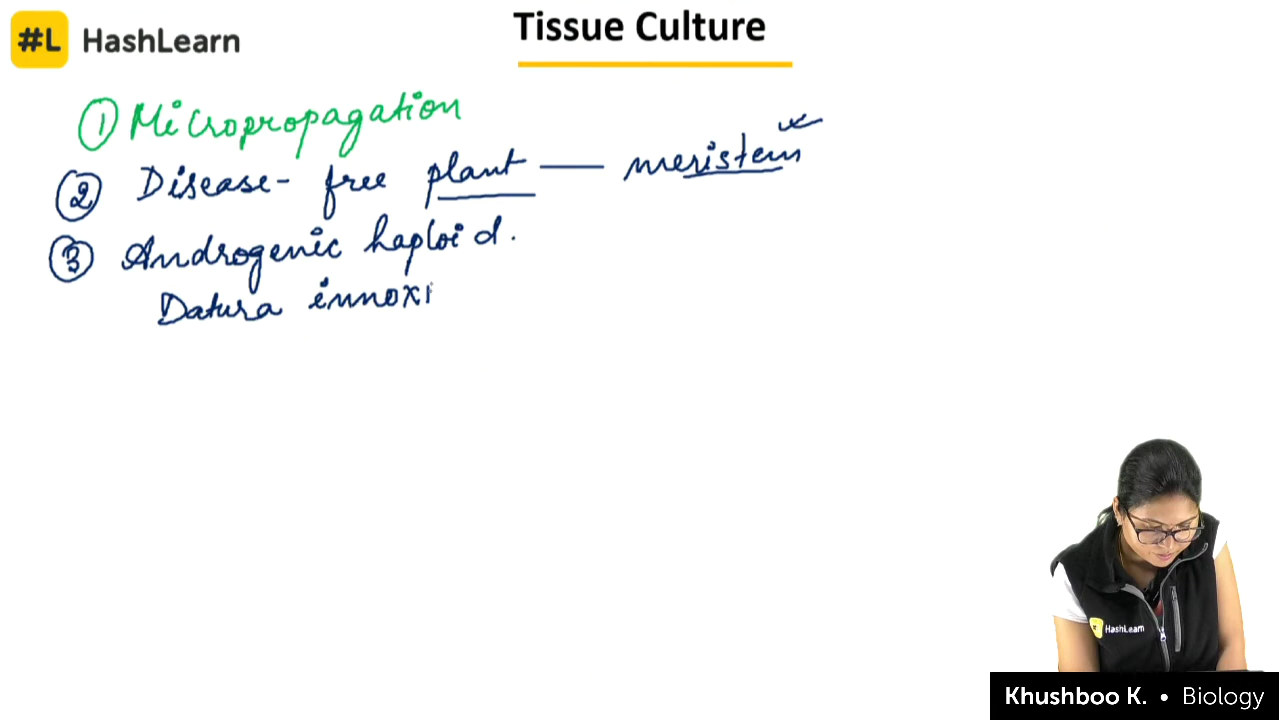 #L HashLearn
Tissue Culture
① Micropropagation
② Disease-free plant — meristem
③ Androgenic haploid.
Datura innoxi
HashLearn
Khushboo K. • Biology